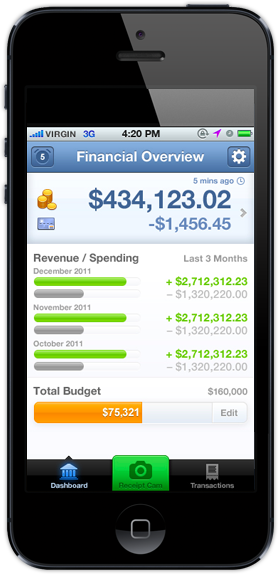 VIRGIN 3G 4:20 PM
5 Financial Overview
5 mins ago
$434,123.02
-$1,456.45
Revenue / Spending Last 3 Months
December 2011
+ $2,712,312.23
– $1,320,220.00
November 2011
+ $2,712,312.23
– $1,320,220.00
October 2011
+ $2,712,312.23
– $1,320,220.00
Total Budget $160,000
$75,321 Edit
Dashboard Receipt Cam Transactions